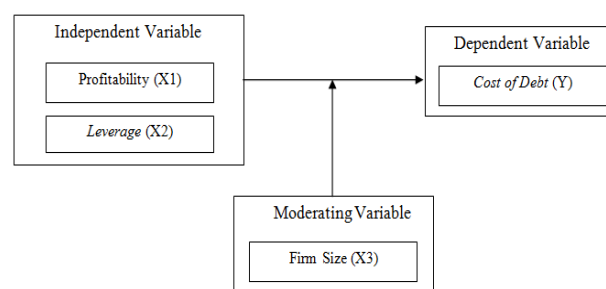 Independent Variable
Profitability (X1)
Leverage (X2)
Dependent Variable
Cost of Debt (Y)
Moderating Variable
Firm Size (X3)